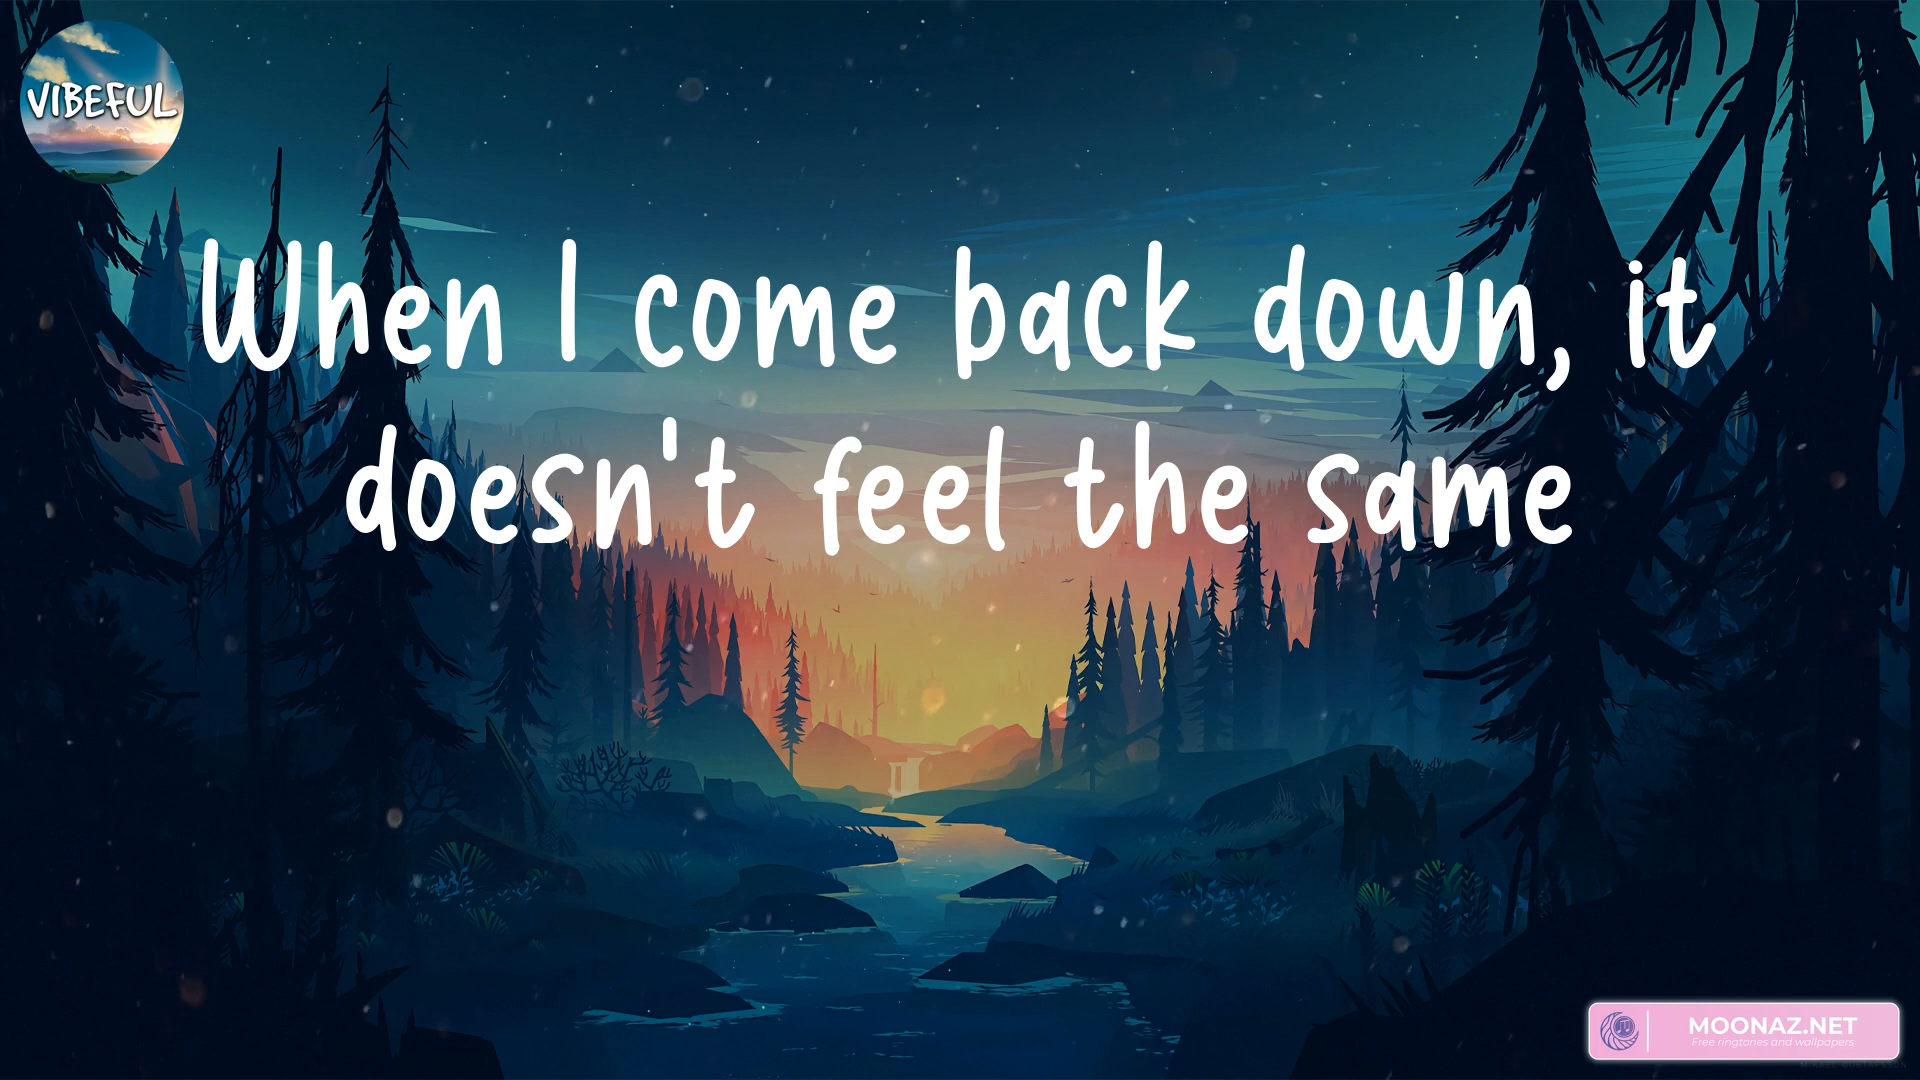 VIBEFUL
When I come back down, it
doesn't feel the same
MOONAZ.NET
Free ringtones and wallpapers